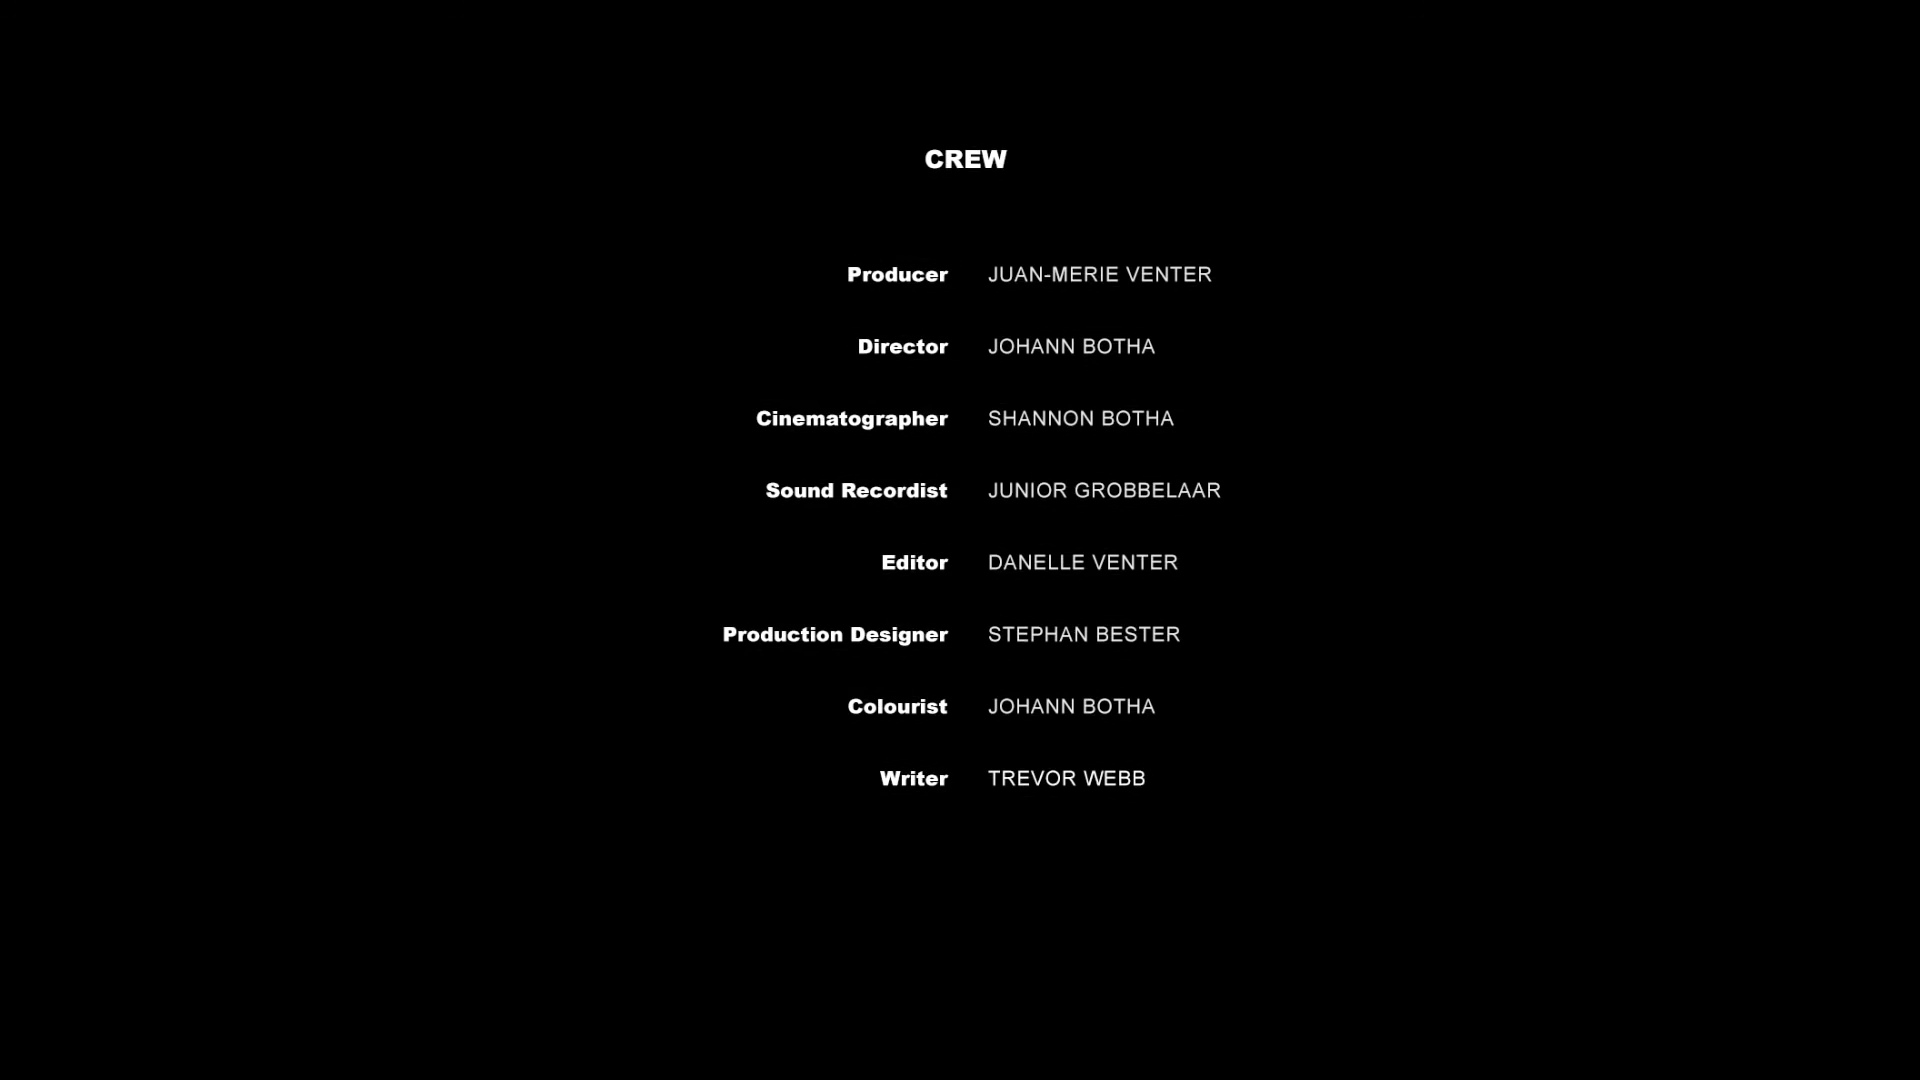 CREW
Producer JUAN-MERIE VENTER
Director JOHANN BOTHA
Cinematographer SHANNON BOTHA
Sound Recordist JUNIOR GROBBELAAR
Editor DANELLE VENTER
Production Designer STEPHAN BESTER
Colourist JOHANN BOTHA
Writer TREVOR WEBB